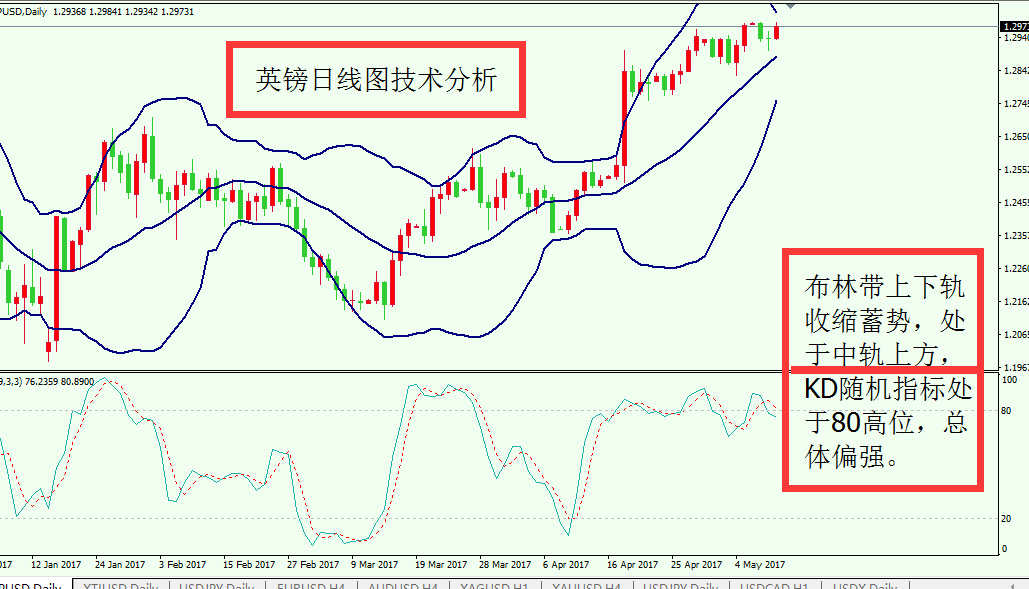 PUSD,Daily 1.29368 1.29841 1.29342 1.29731
英镑日线图技术分析
1.2973
1.2940
1.2842
1.2745
1.2650
1.2552
1.2455
1.2357
1.2260
1.2162
1.2065
1.1967
布林带上下轨
收缩蓄势，处
于中轨上方，
KD随机指标处
于80高位，总
体偏强。
9,3,3) 76.2359 80.8900
100
80
20
0
017 12 Jan 2017 24 Jan 2017 3 Feb 2017 15 Feb 2017 27 Feb 2017 9 Mar 2017 19 Mar 2017 28 Mar 2017 6 Apr 2017 16 Apr 2017 25 Apr 2017 4 May 2017
PUSD,Daily XTIUSD,Daily USDJPY,Daily EURUSD,H4 AUDUSD,H4 XAGUSD,H1 XAUUSD,H4 USDJPY,Daily USDCAD,H1 USDX,Daily